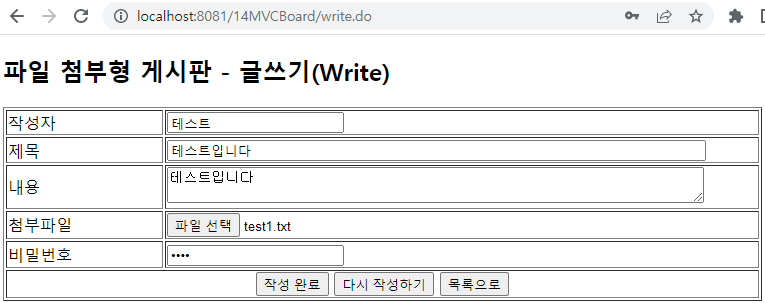 localhost:8081/14MVCBoard/write.do
파일 첨부형 게시판 - 글쓰기(Write)
작성자 테스트
제목 테스트입니다
내용 테스트입니다
첨부파일 파일 선택 test1.txt
비밀번호 ••••
작성 완료 다시 작성하기 목록으로